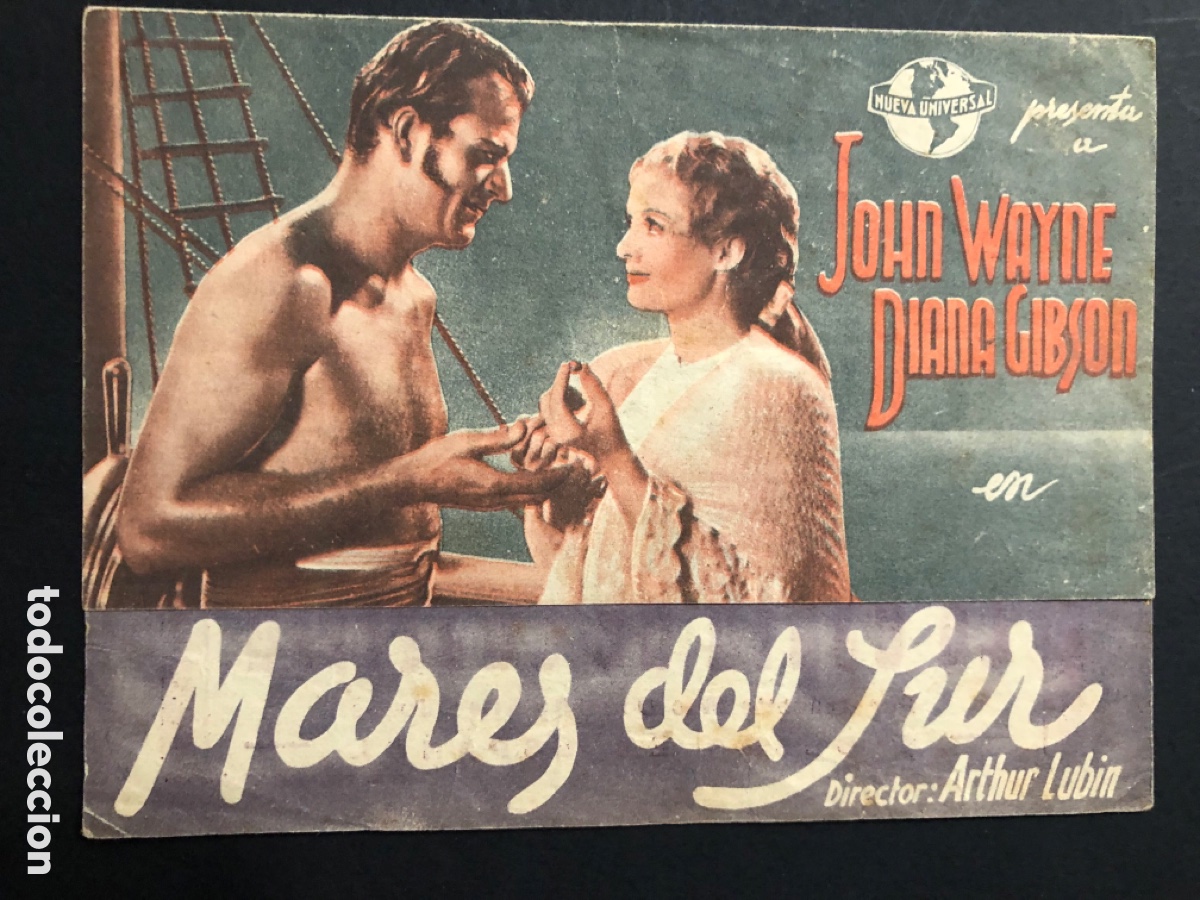 NUEVA UNIVERSAL
presenta
a
JOHN WAYNE
DIANA GIBSON
en
Mares del Sur
Director: Arthur Lubin
todocoleccion